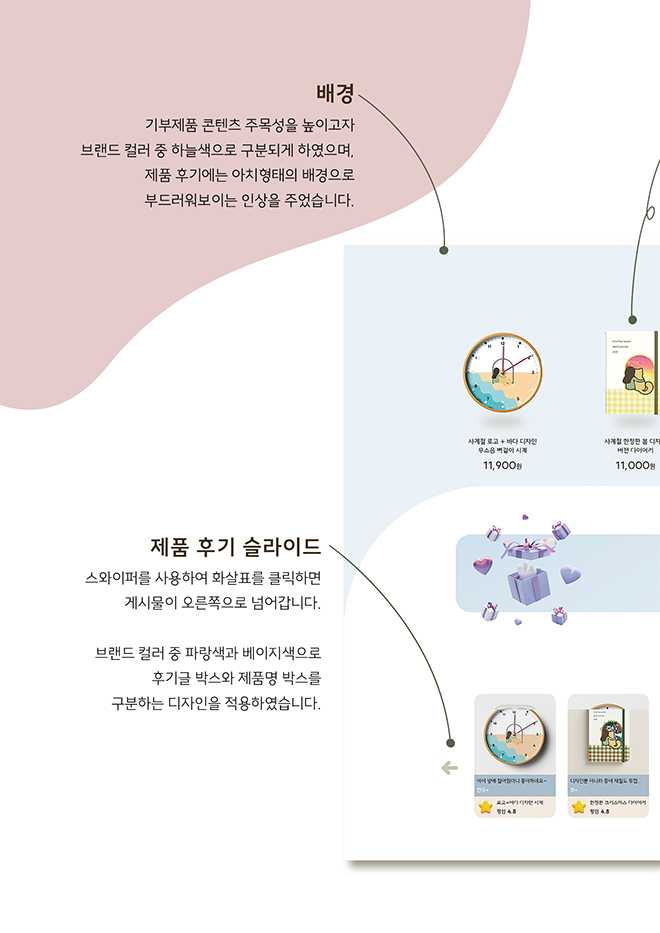 배경
기부제품 콘텐츠 주목성을 높이고자
브랜드 컬러 중 하늘색으로 구분되게 하였으며,
제품 후기에는 아치형태의 배경으로
부드러워보이는 인상을 주었습니다.
사계절 로고 + 바다 디자인
무소음 벽걸이 시계
11,900원
사계절 한정판 봄 디자
버전 다이어리
11,000원
제품 후기 슬라이드
스와이퍼를 사용하여 화살표를 클릭하면
게시물이 오른쪽으로 넘어갑니다.
브랜드 컬러 중 파랑색과 베이지색으로
후기글 박스와 제품명 박스를
구분하는 디자인을 적용하였습니다.
아이 방에 걸어뒀더니 좋아하네요~
로고+바다 디자인 시계
평점 4.8
디자인뿐 아니라 종이 재질도 두껍
한정판 크리스마스 다이어리
평점 4.8